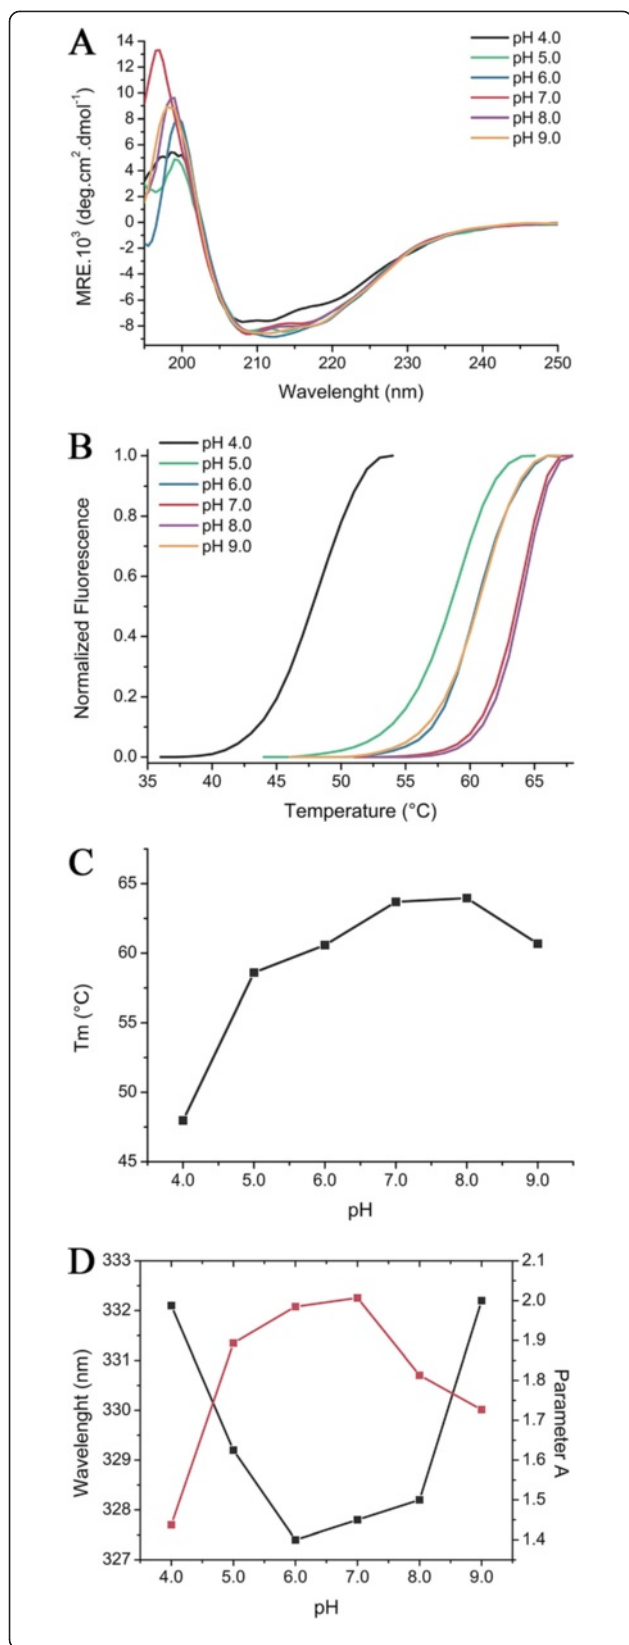 A
14
12
10
8
6
4
2
0
-2
-4
-6
-8
MRE.10³ (deg.cm².dmol⁻¹)
pH 4.0
pH 5.0
pH 6.0
pH 7.0
pH 8.0
pH 9.0
200 210 220 230 240 250
Wavelenght (nm)
B
pH 4.0
pH 5.0
pH 6.0
pH 7.0
pH 8.0
pH 9.0
1.0
0.8
0.6
0.4
0.2
0.0
Normalized Fluorescence
35 40 45 50 55 60 65
Temperature (°C)
C
65
60
55
50
45
Tm (°C)
4.0 5.0 6.0 7.0 8.0 9.0
pH
D
333
332
331
330
329
328
327
Wavelenght (nm)
2.1
2.0
1.9
1.8
1.7
1.6
1.5
1.4
Parameter A
4.0 5.0 6.0 7.0 8.0 9.0
pH